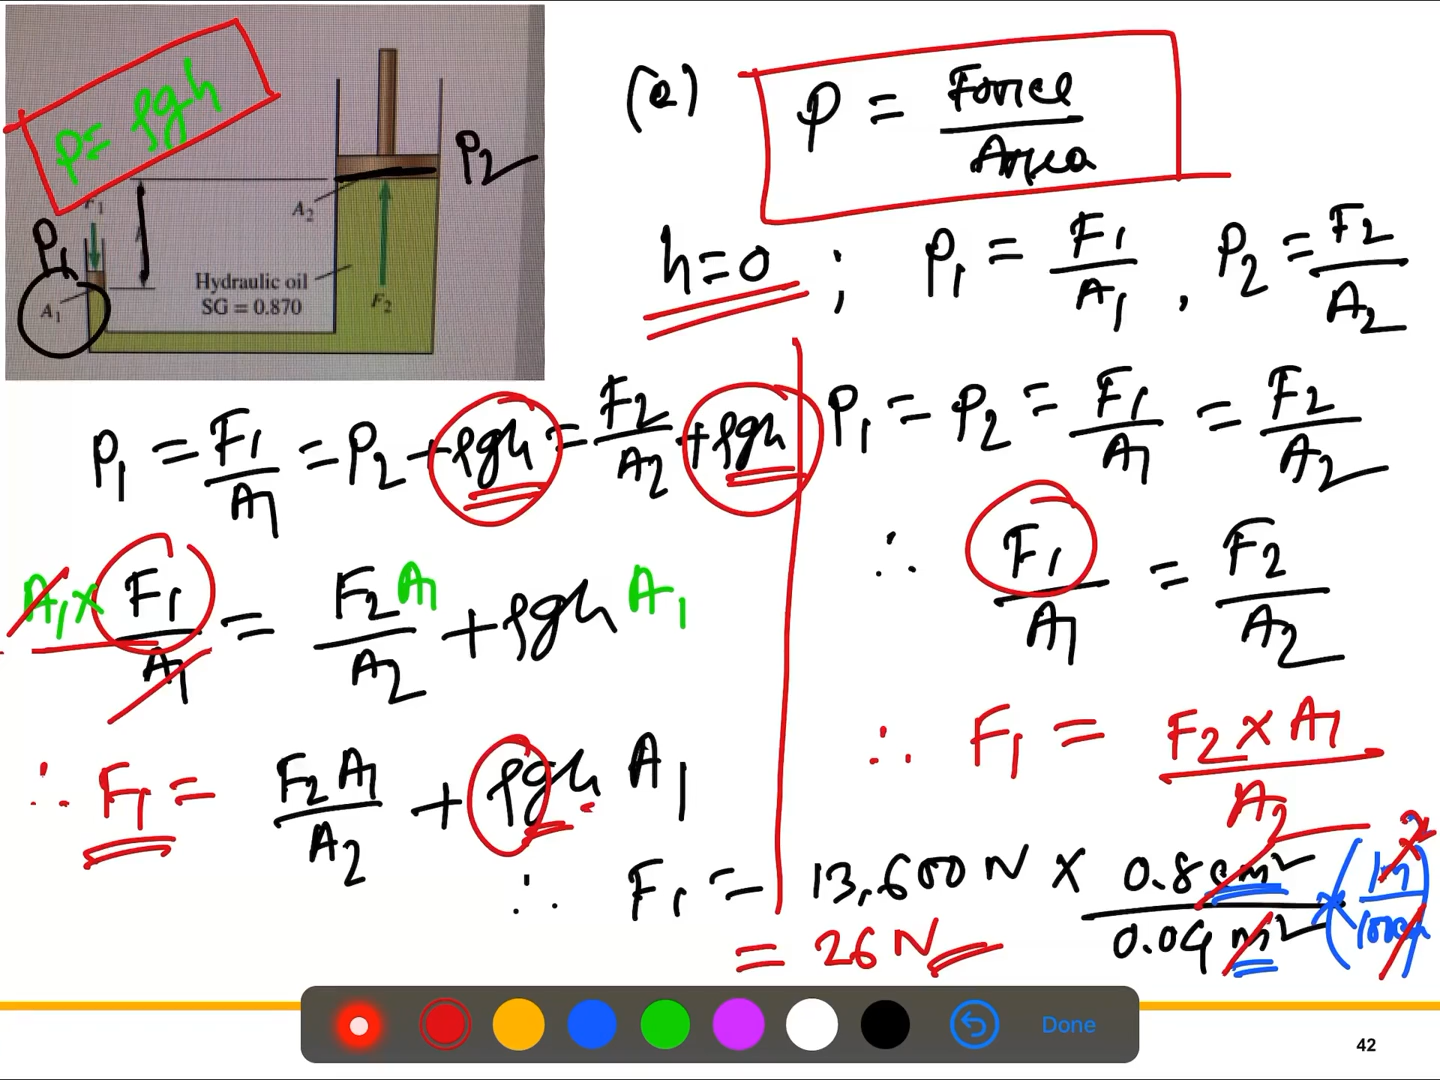 P = ρgh
F1
P1
A1
A2
P2
Hydraulic oil
SG = 0.870
F2
(a) P = Force / Area
h = 0 ; P1 = F1 / A1 , P2 = F2 / A2
P1 = F1 / A1 = P2 + ρgh = F2 / A2 + ρgh
P1 = P2 = F1 / A1 = F2 / A2
A1 × F1 / A1 = F2 A1 / A2 + ρgh A1
∴ F1 / A1 = F2 / A2
∴ F1 = F2 A1 / A2 + ρgh A1
∴ F1 = F2 × A1 / A2
∴ F1 = 13,600 N × 0.8 cm² / 0.04 m² × (1m / 100cm)²
= 26 N
Done
42